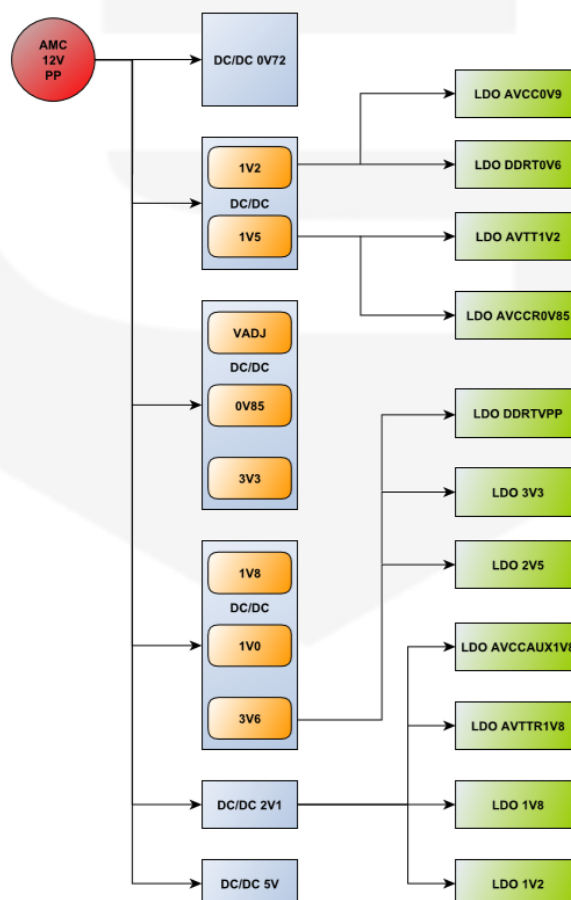 AMC
12V
PP
DC/DC 0V72
1V2
DC/DC
1V5
VADJ
DC/DC
0V85
3V3
1V8
DC/DC
1V0
3V6
DC/DC 2V1
DC/DC 5V
LDO AVCC0V9
LDO DDRT0V6
LDO AVTT1V2
LDO AVCCR0V85
LDO DDRTVPP
LDO 3V3
LDO 2V5
LDO AVCCAUX1V8
LDO AVTTR1V8
LDO 1V8
LDO 1V2